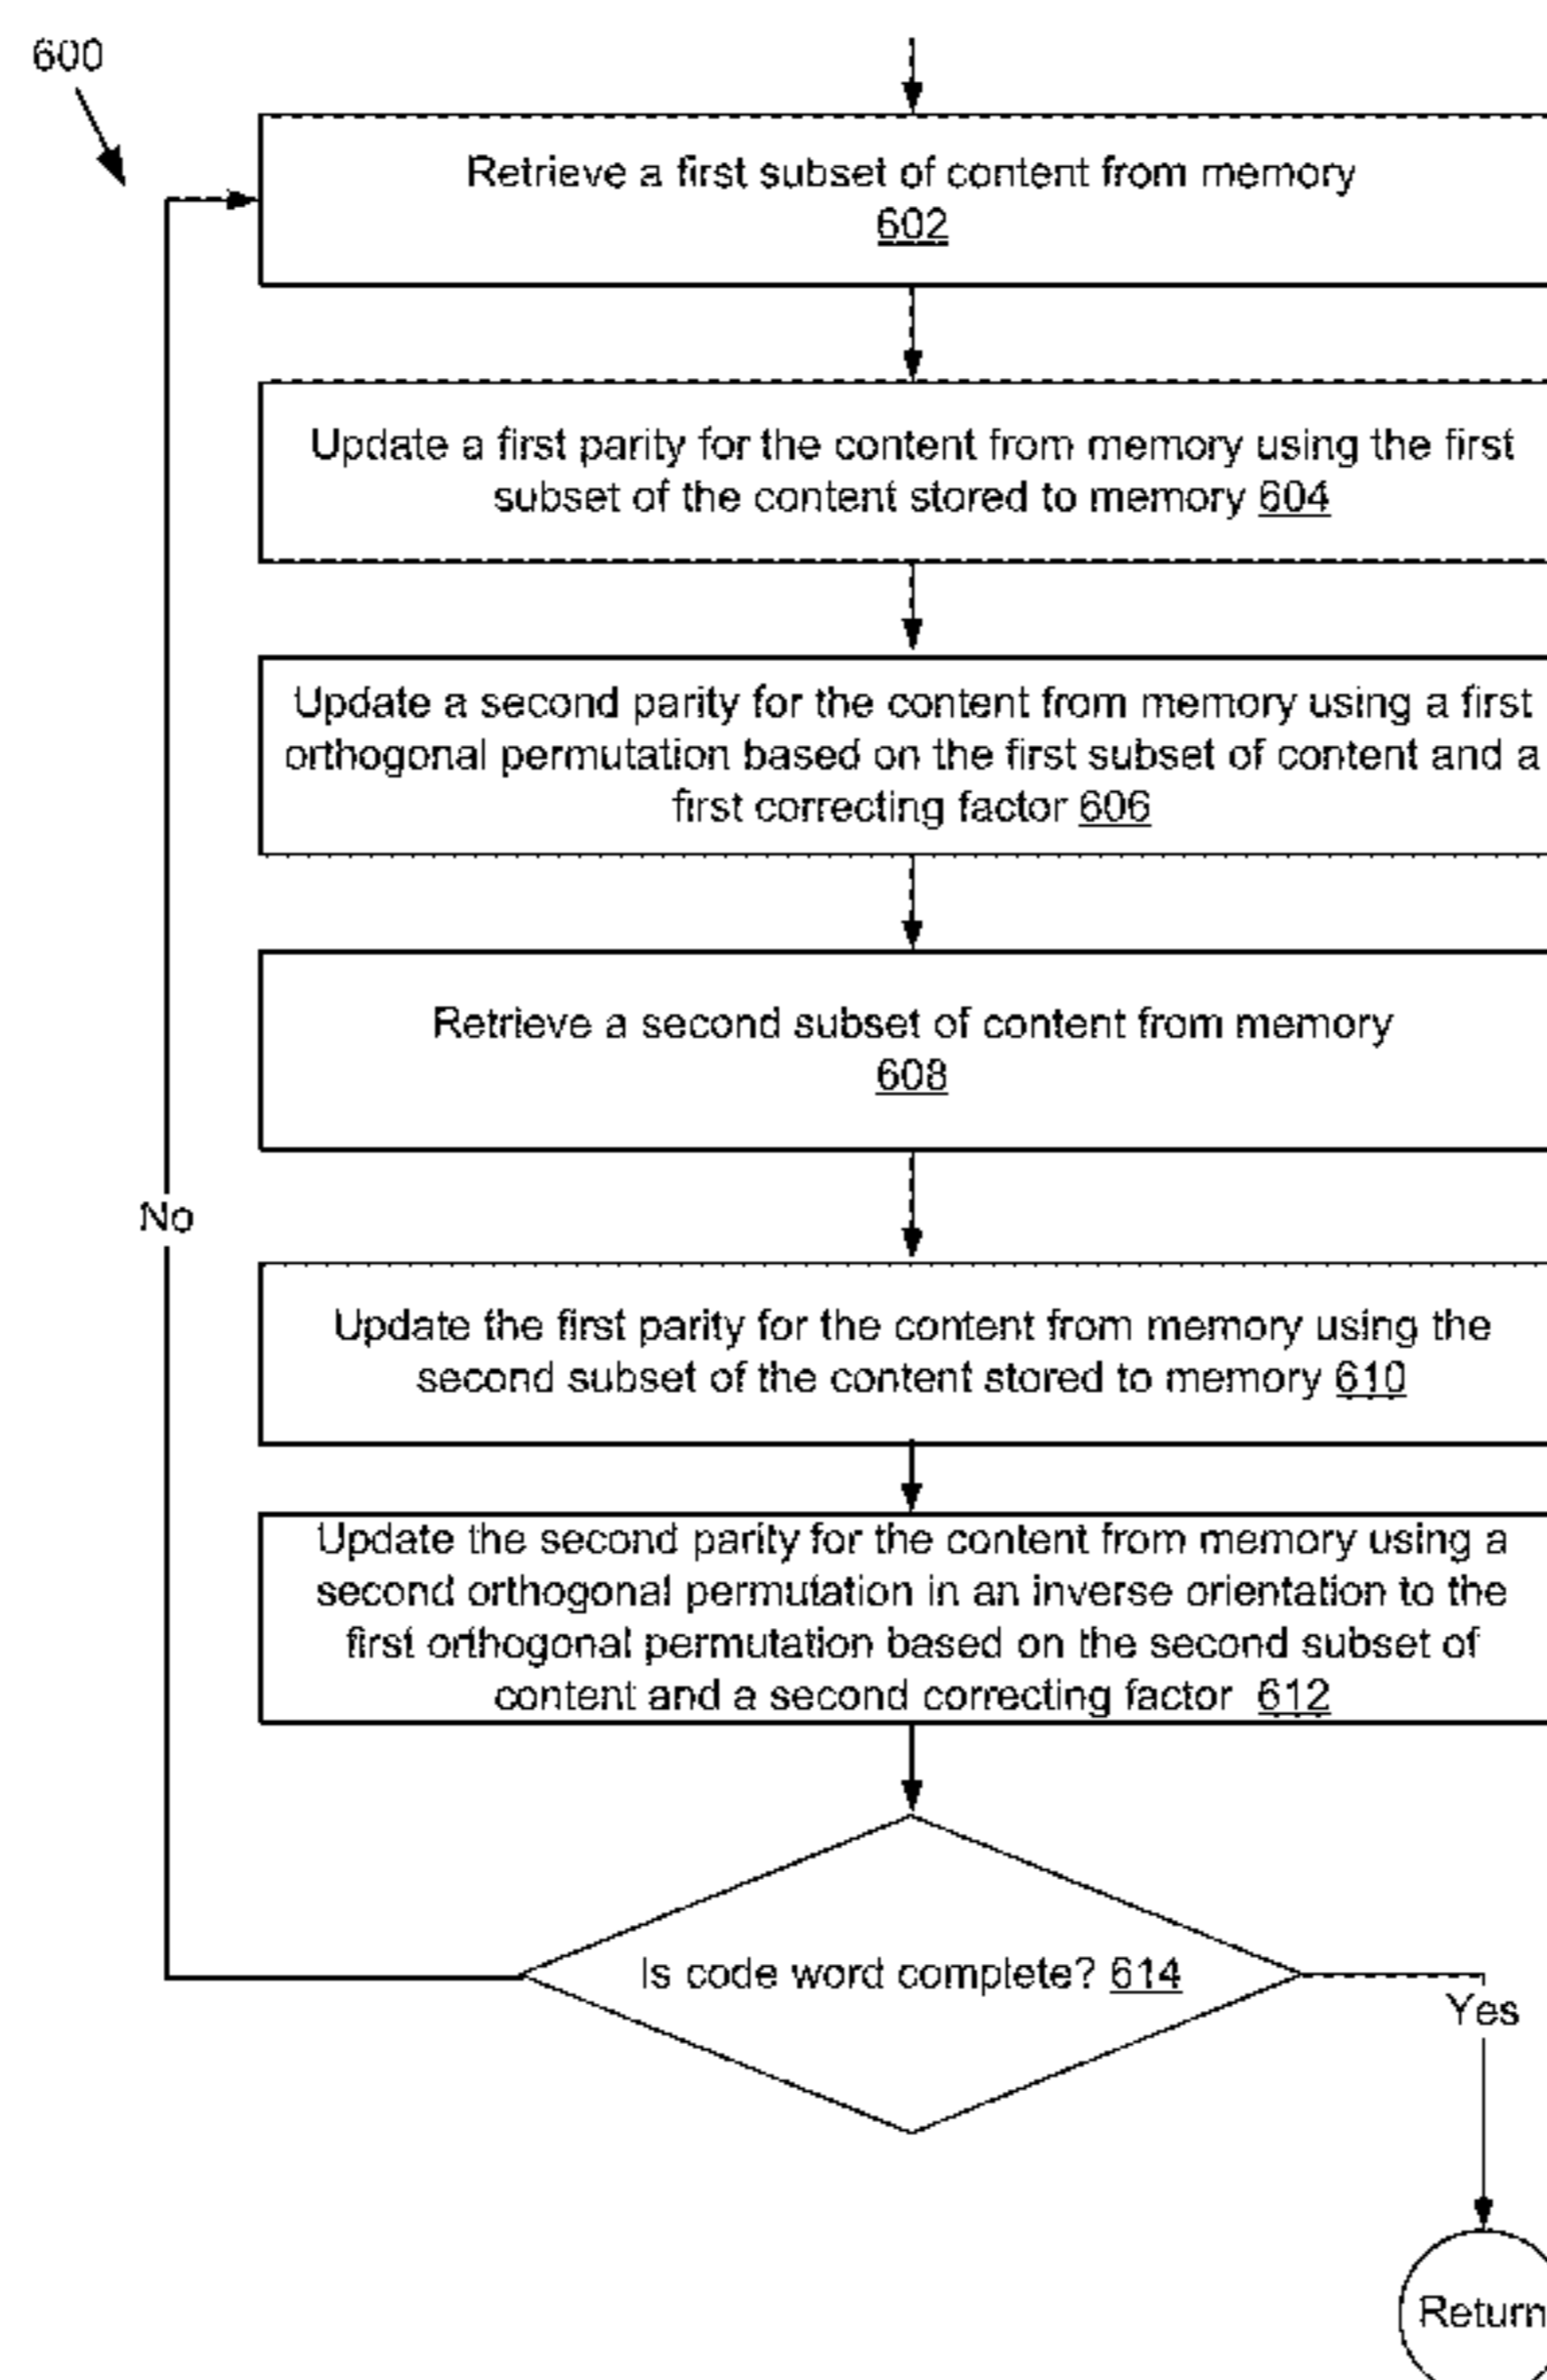 600
Retrieve a first subset of content from memory
602
Update a first parity for the content from memory using the first
subset of the content stored to memory 604
Update a second parity for the content from memory using a first
orthogonal permutation based on the first subset of content and a
first correcting factor 606
Retrieve a second subset of content from memory
608
No
Update the first parity for the content from memory using the
second subset of the content stored to memory 610
Update the second parity for the content from memory using a
second orthogonal permutation in an inverse orientation to the
first orthogonal permutation based on the second subset of
content and a second correcting factor 612
Is code word complete? 614
Yes
Return